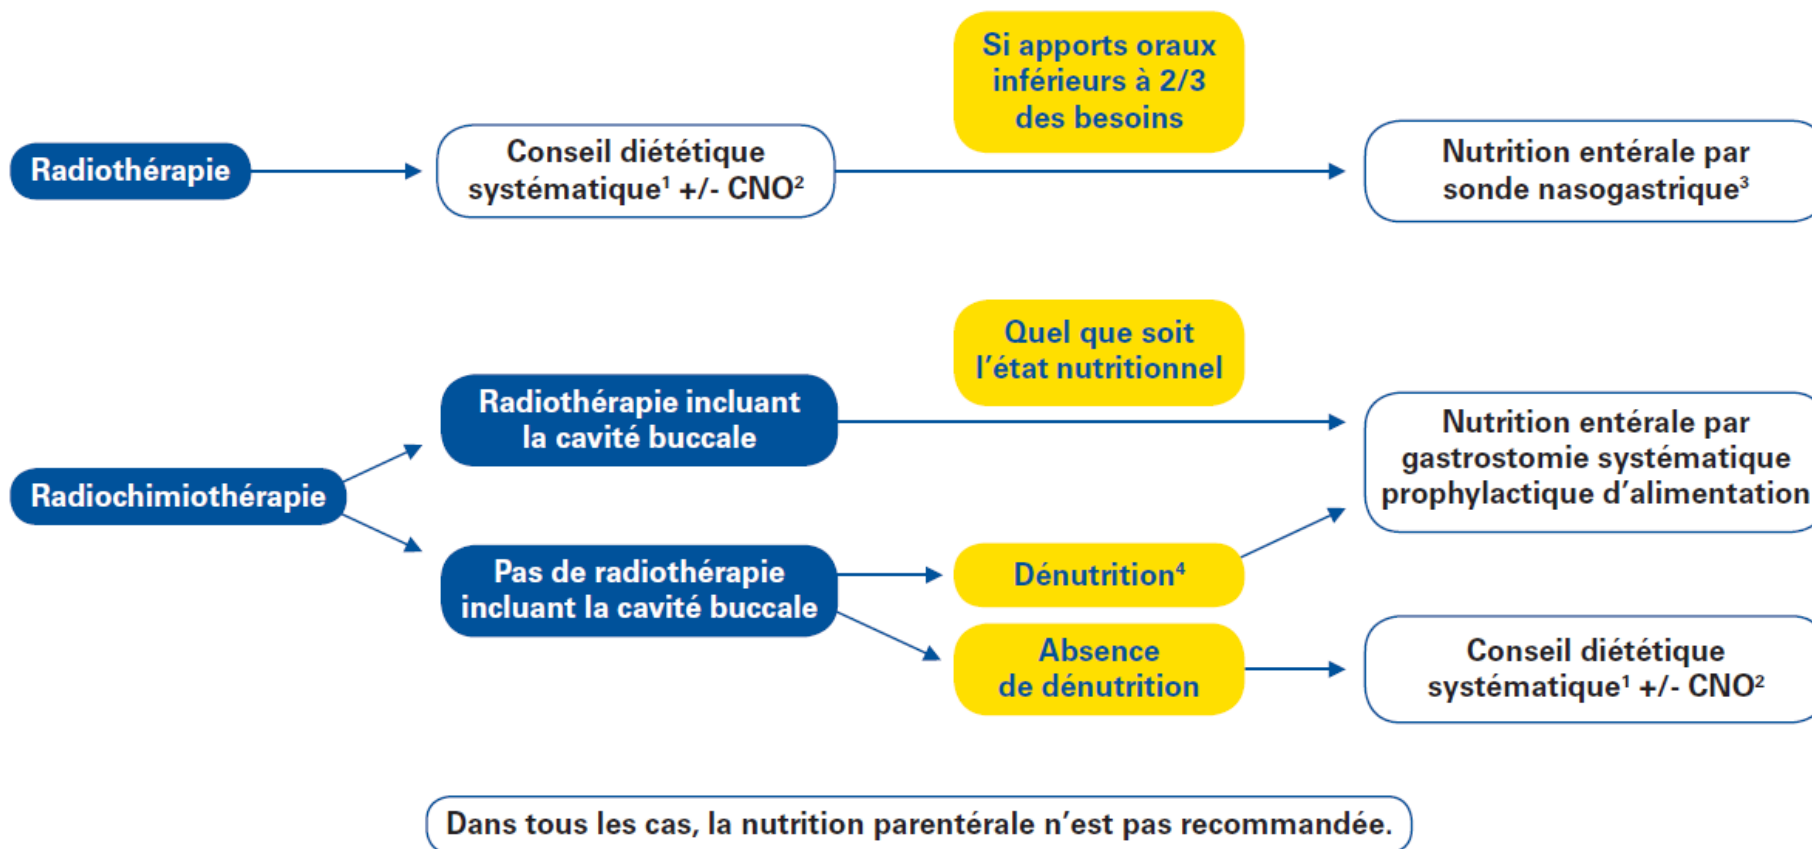 Si apports oraux
inférieurs à 2/3
des besoins
Radiothérapie
Conseil diététique
systématique¹ +/- CNO²
Nutrition entérale par
sonde nasogastrique³
Quel que soit
l’état nutritionnel
Radiothérapie incluant
la cavité buccale
Nutrition entérale par
gastrostomie systématique
prophylactique d’alimentation
Radiochimiothérapie
Pas de radiothérapie
incluant la cavité buccale
Dénutrition⁴
Absence
de dénutrition
Conseil diététique
systématique¹ +/- CNO²
Dans tous les cas, la nutrition parentérale n’est pas recommandée.